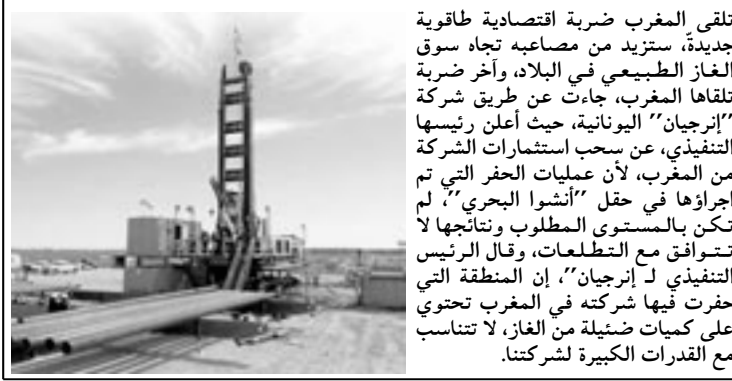 تلقى المغرب ضربة اقتصادية طاقوية
جديدةً، ستزيد من مصاعبه تجاه سوق
الغاز الطبيعي في البلاد، وآخر ضربة
تلقاها المغرب، جاءت عن طريق شركة
’’إنرجيان’’ اليونانية، حيث أعلن رئيسها
التنفيذي، عن سحب استثمارات الشركة
من المغرب، لأن عمليات الحفر التي تم
اجراؤها في حقل ’’أنشوا البحري’’، لم
تكن بالمستوى المطلوب ونتائجها لا
تتوافق مع التطلعات، وقال الرئيس
التنفيذي لـ إنرجيان’’، إن المنطقة التي
حفرت فيها شركته في المغرب تحتوي
على كميات ضئيلة من الغاز، لا تتناسب
مع القدرات الكبيرة لشركتنا.